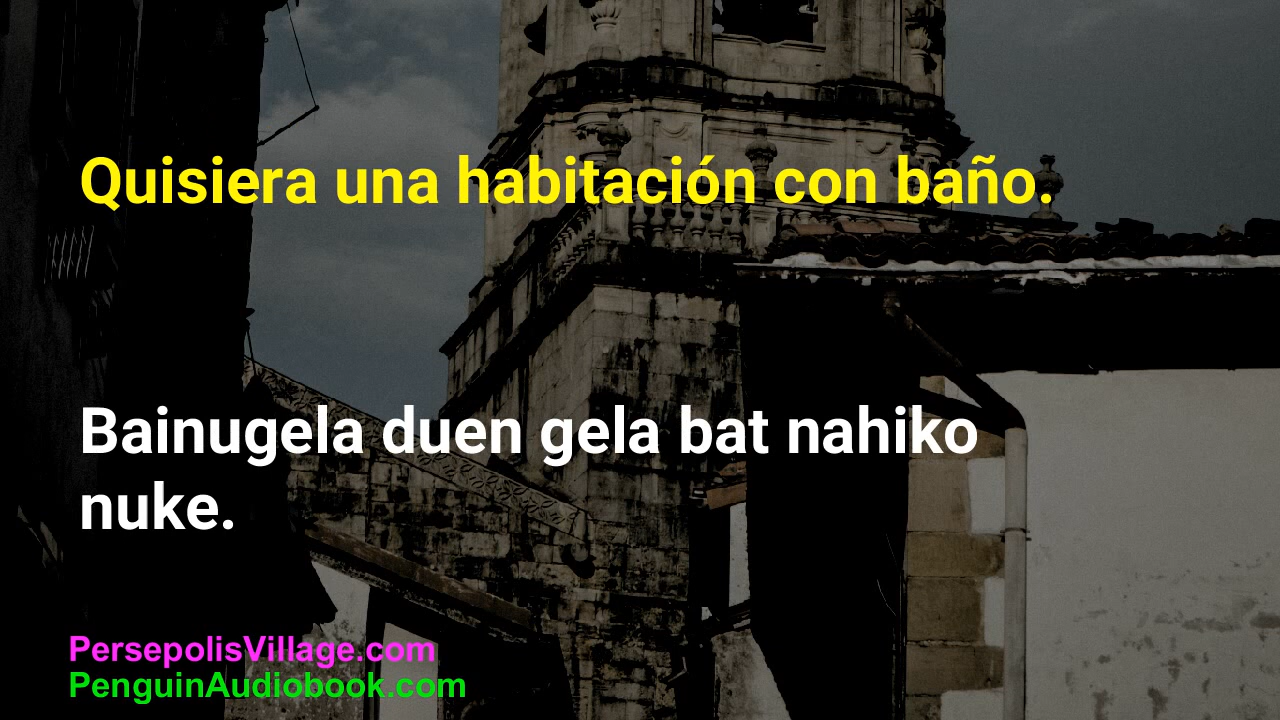 Quisiera una habitación con baño.
Bainugela duen gela bat nahiko
nuke.
PersepolisVillage.com
PenguinAudiobook.com